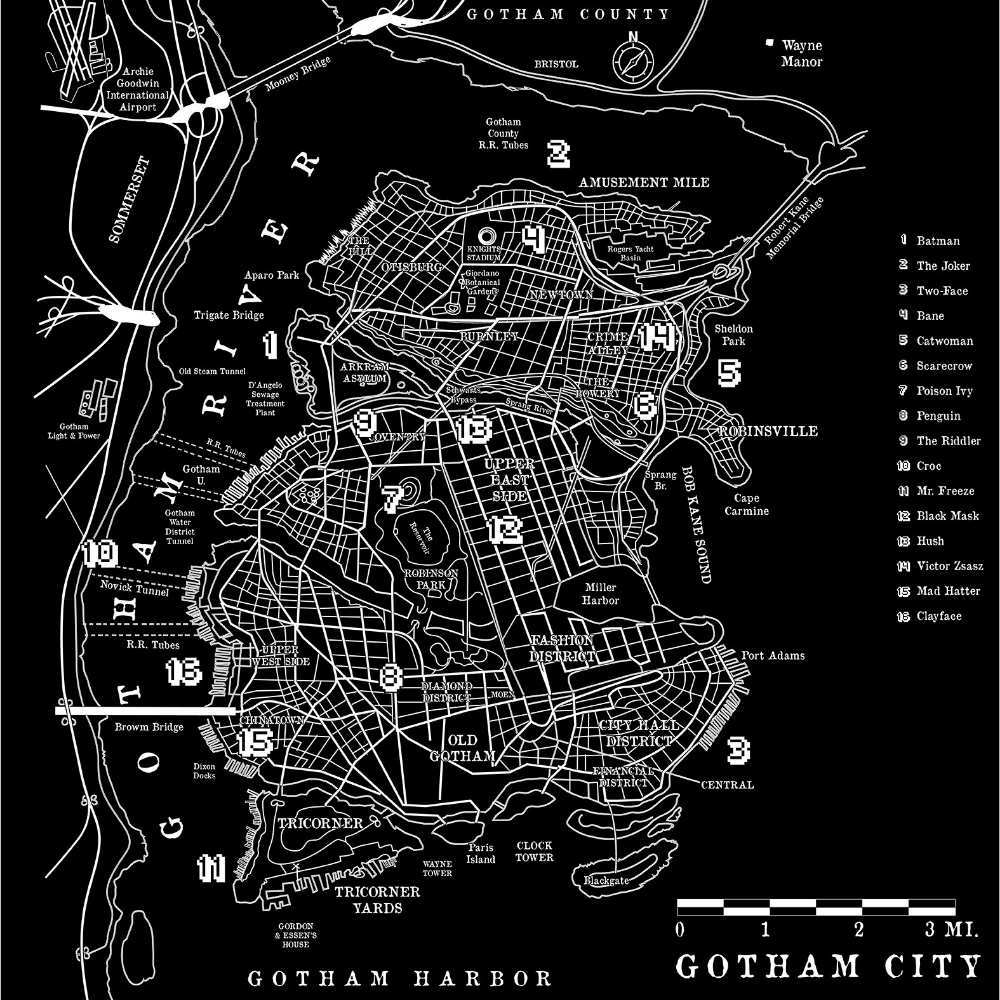 GOTHAM COUNTY
N
Wayne
Manor
Mooney Bridge
BRISTOL
Archie
Goodwin
International
Airport
Gotham
County
R.R. Tubes
2
AMUSEMENT MILE
SOMMERSET
Robert Kane
Memorial Bridge
THE
HILL
KNIGHTS
STADIUM
4
Rogers Yacht
Basin
OTISBURG
Aparo Park
Giordano
Botanical
Gardens
NEWTOWN
Trigate Bridge
BURNLEY
CRIME
ALLEY
14
Sheldon
Park
1
5
Old Steam Tunnel
ARKHAM
ASYLUM
D'Angelo
Sewage
Treatment
Plant
Schwartz
Bypass
THE
BOWERY
Sprang River
6
Gotham
Light & Power
9
COVENTRY
13
ROBINSVILLE
R.R. Tubes
Gotham
U.
UPPER
EAST
SIDE
Sprang
Br.
BOB KANE SOUND
Cape
Carmine
7
Gotham
Water
District
Tunnel
The
Reservoir
12
10
ROBINSON
PARK
Novick Tunnel
Miller
Harbor
R.R. Tubes
FASHION
DISTRICT
UPPER
WEST SIDE
Port Adams
16
8
DIAMOND
DISTRICT
MOEN
Brown Bridge
CHINATOWN
15
CITY HALL
DISTRICT
OLD
GOTHAM
3
Dixon
Docks
FINANCIAL
DISTRICT
CENTRAL
TRICORNER
Paris
Island
CLOCK
TOWER
WAYNE
TOWER
11
Blackgate
TRICORNER
YARDS
GORDON
& ESSEN'S
HOUSE
GOTHAM RIVER
GOTHAM HARBOR
1 Batman
2 The Joker
3 Two-Face
4 Bane
5 Catwoman
6 Scarecrow
7 Poison Ivy
8 Penguin
9 The Riddler
10 Croc
11 Mr. Freeze
12 Black Mask
13 Hush
14 Victor Zsasz
15 Mad Hatter
16 Clayface
0 1 2 3 MI.
GOTHAM CITY